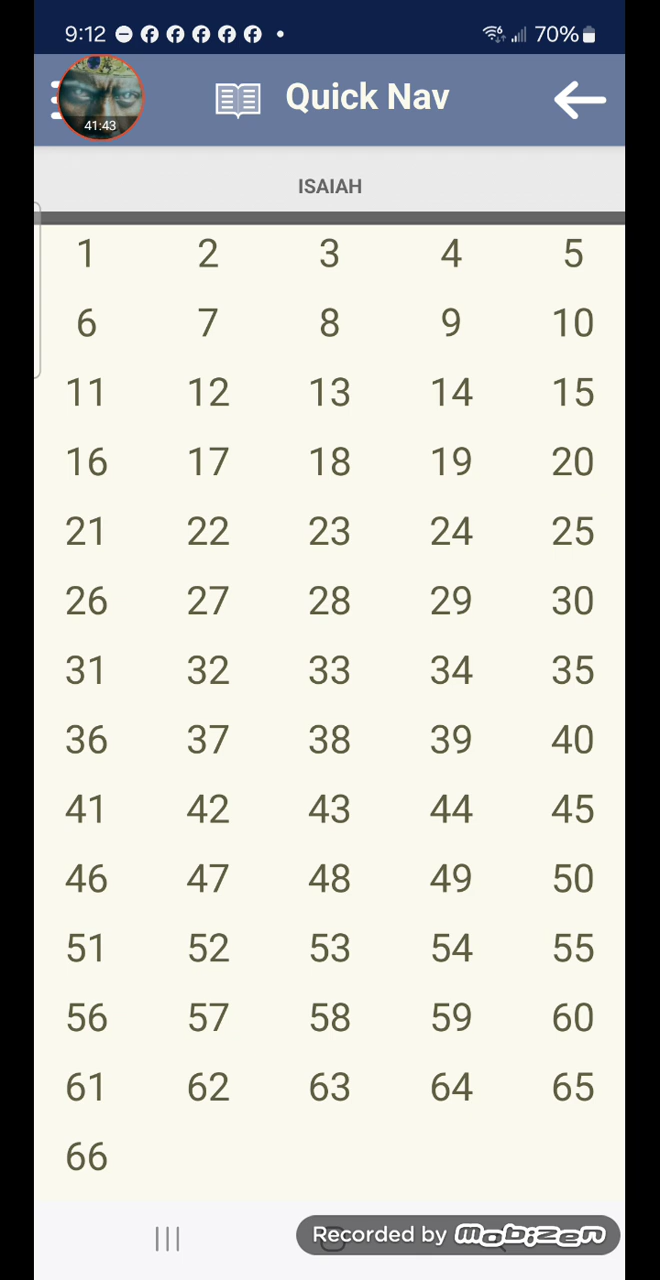 9:12 70%
41:43
Quick Nav
ISAIAH
1 2 3 4 5
6 7 8 9 10
11 12 13 14 15
16 17 18 19 20
21 22 23 24 25
26 27 28 29 30
31 32 33 34 35
36 37 38 39 40
41 42 43 44 45
46 47 48 49 50
51 52 53 54 55
56 57 58 59 60
61 62 63 64 65
66
Recorded by mobizen